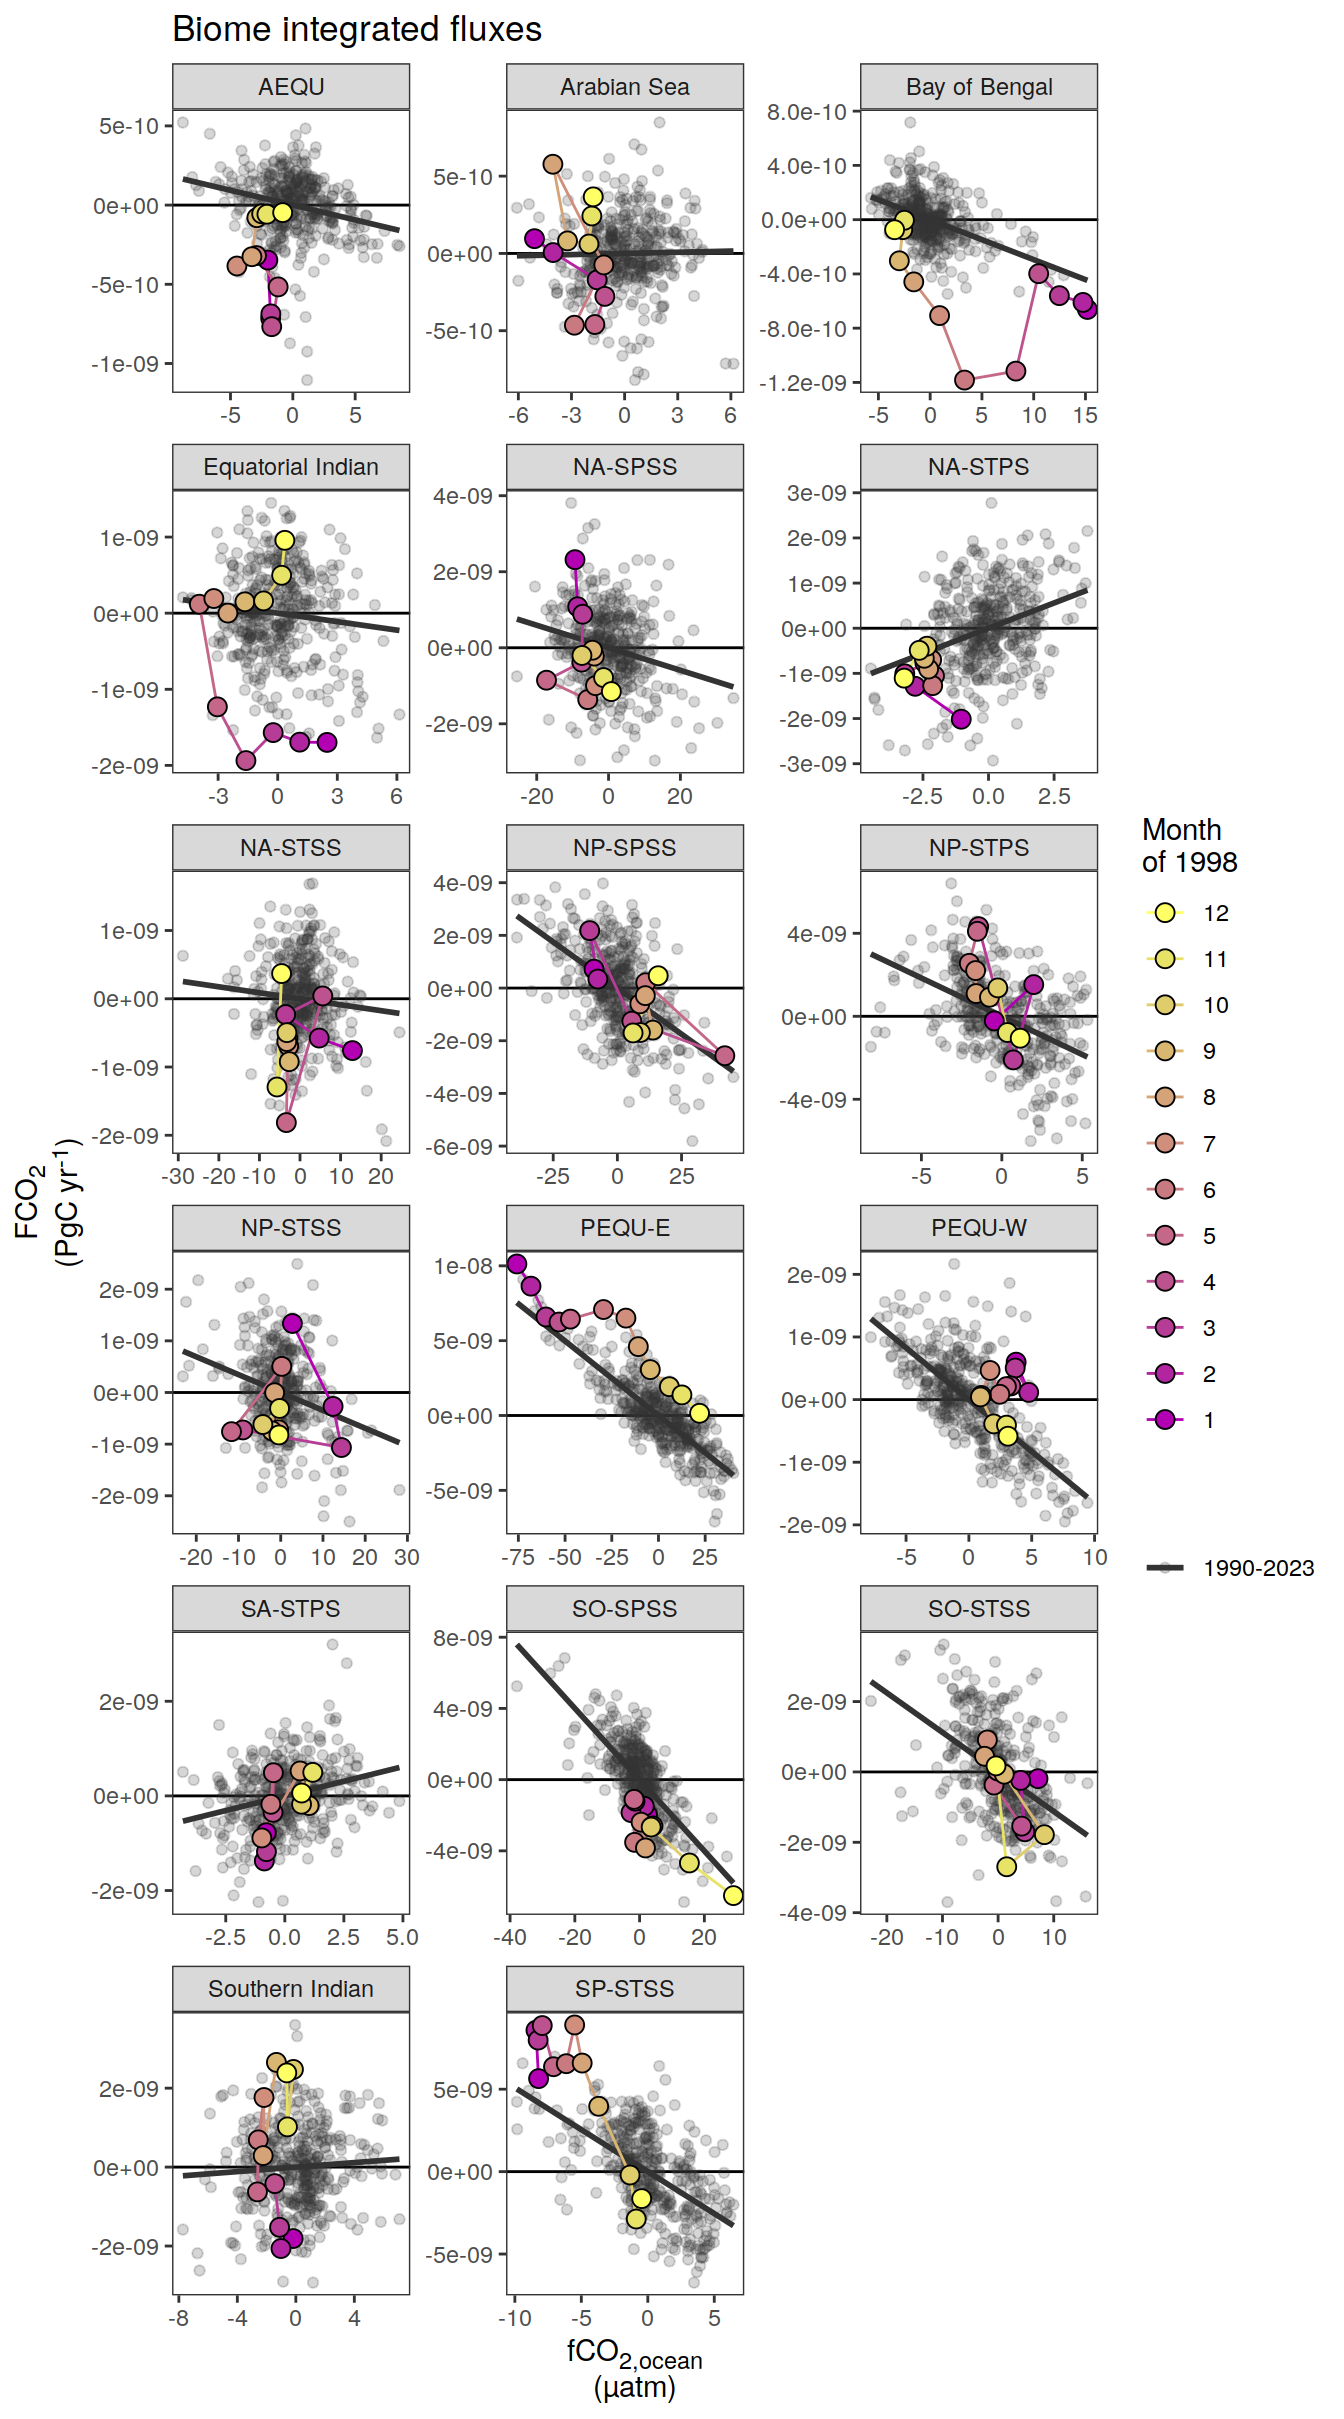 Biome integrated fluxes
AEQU
Arabian Sea
Bay of Bengal
5e-10
0e+00
-5e-10
-1e-09
-5
0
5
5e-10
0e+00
-5e-10
-6
-3
0
3
6
8.0e-10
4.0e-10
0.0e+00
-4.0e-10
-8.0e-10
-1.2e-09
-5
0
5
10
15
Equatorial Indian
NA-SPSS
NA-STPS
1e-09
0e+00
-1e-09
-2e-09
-3
0
3
6
4e-09
2e-09
0e+00
-2e-09
-20
0
20
3e-09
2e-09
1e-09
0e+00
-1e-09
-2e-09
-3e-09
-2.5
0.0
2.5
NA-STSS
NP-SPSS
NP-STPS
1e-09
0e+00
-1e-09
-2e-09
-30
-20
-10
0
10
20
4e-09
2e-09
0e+00
-2e-09
-4e-09
-6e-09
-25
0
25
4e-09
0e+00
-4e-09
-5
0
5
NP-STSS
PEQU-E
PEQU-W
2e-09
1e-09
0e+00
-1e-09
-2e-09
-20
-10
0
10
20
30
1e-08
5e-09
0e+00
-5e-09
-75
-50
-25
0
25
2e-09
1e-09
0e+00
-1e-09
-2e-09
-5
0
5
10
SA-STPS
SO-SPSS
SO-STSS
2e-09
0e+00
-2e-09
-2.5
0.0
2.5
5.0
8e-09
4e-09
0e+00
-4e-09
-40
-20
0
20
2e-09
0e+00
-2e-09
-4e-09
-20
-10
0
10
Southern Indian
SP-STSS
2e-09
0e+00
-2e-09
-8
-4
0
4
5e-09
0e+00
-5e-09
-10
-5
0
5
FCO2
(PgC yr-1)
fCO2,ocean
(µatm)
Month
of 1998
12
11
10
9
8
7
6
5
4
3
2
1
1990-2023